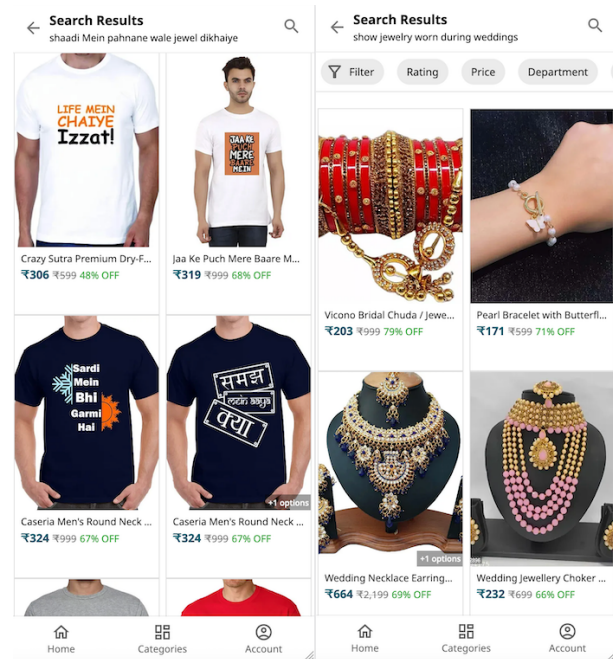 Search Results
shaadi Mein pahnane wale jewel dikhaiye
LIFE MEIN
CHAIYE
Izzat!
JAA KE
PUCH
MERE
BAARE
MEIN
Crazy Sutra Premium Dry-F...
₹306 ₹599 48% OFF
Jaa Ke Puch Mere Baare M...
₹319 ₹999 68% OFF
Sardi
Mein
Bhi
Garmi
Hai
समझ
mein aaya
क्या
+1 options
Caseria Men's Round Neck ...
₹324 ₹999 67% OFF
Caseria Men's Round Neck ...
₹324 ₹999 67% OFF
Home
Categories
Account
Search Results
show jewelry worn during weddings
Filter
Rating
Price
Department
Vicono Bridal Chuda / Jewe...
₹203 ₹999 79% OFF
Pearl Bracelet with Butterfl...
₹171 ₹599 71% OFF
+1 options
Wedding Necklace Earring...
₹664 ₹2,199 69% OFF
Wedding Jewellery Choker ...
₹232 ₹699 66% OFF
Home
Categories
Account